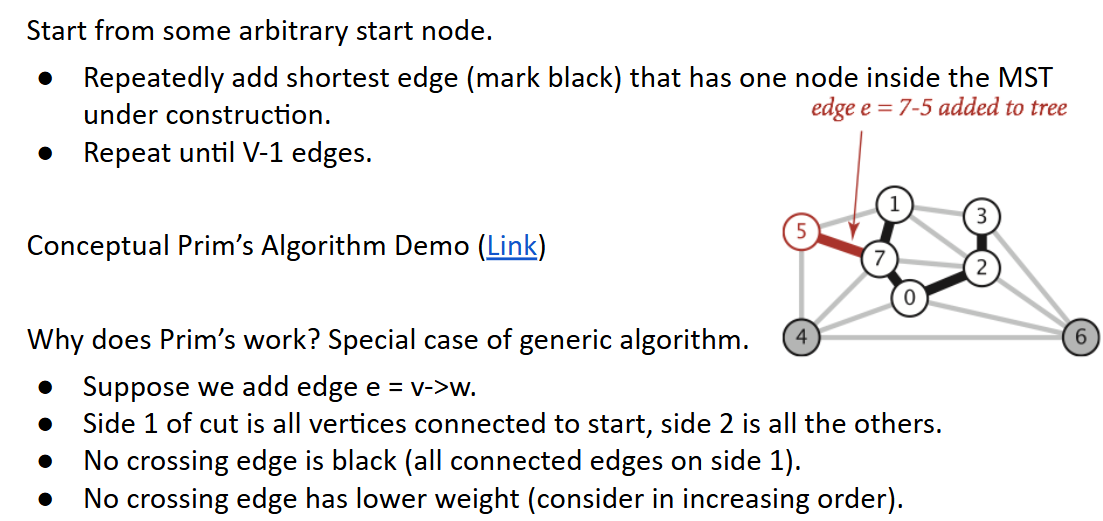 Start from some arbitrary start node.
● Repeatedly add shortest edge (mark black) that has one node inside the MST
under construction.
edge e = 7-5 added to tree
● Repeat until V-1 edges.
1
3
5
Conceptual Prim's Algorithm Demo (Link)
7
2
0
Why does Prim's work? Special case of generic algorithm.
4
6
● Suppose we add edge e = v->w.
● Side 1 of cut is all vertices connected to start, side 2 is all the others.
● No crossing edge is black (all connected edges on side 1).
● No crossing edge has lower weight (consider in increasing order).